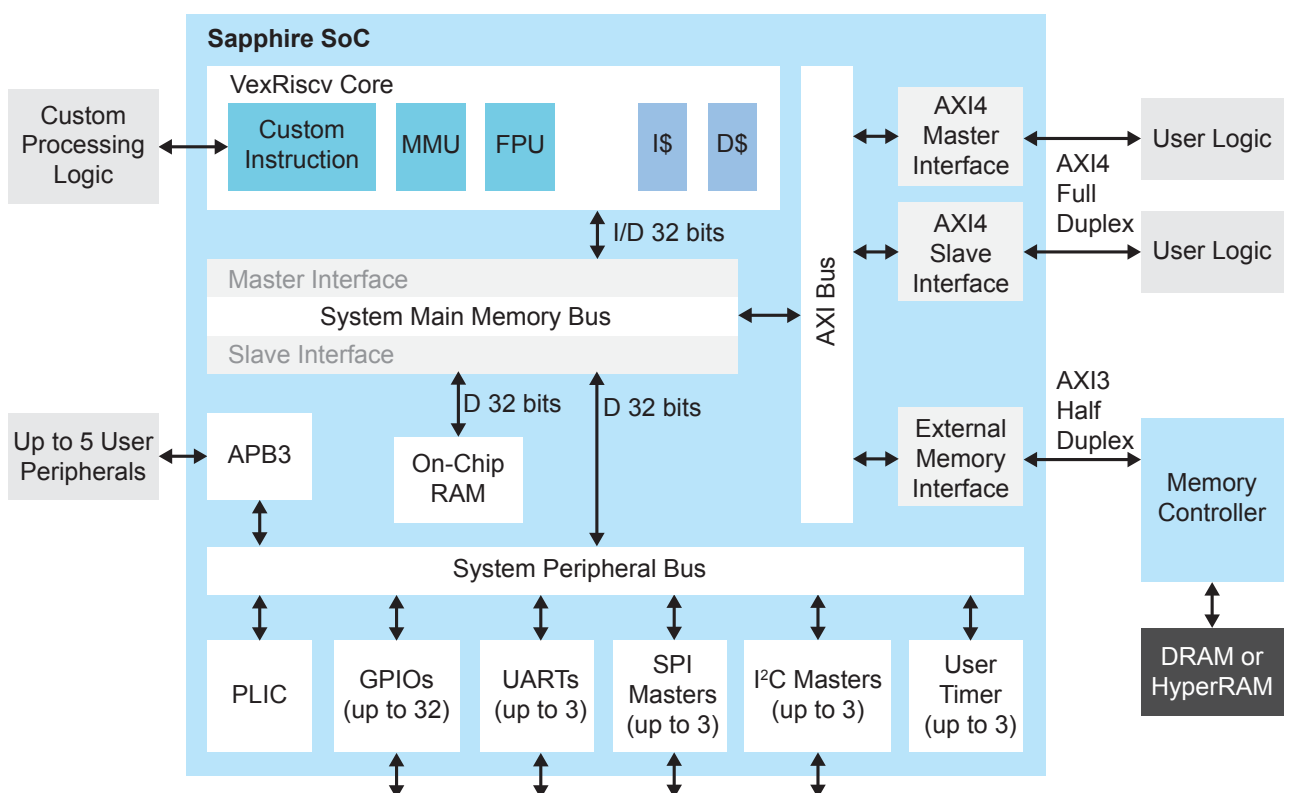 Sapphire SoC
VexRiscv Core
Custom
Processing
Logic
Custom
Instruction
MMU
FPU
I$
D$
I/D 32 bits
Master Interface
System Main Memory Bus
Slave Interface
AXI Bus
AXI4
Master
Interface
AXI4
Slave
Interface
AXI4
Full
Duplex
User Logic
User Logic
D 32 bits
D 32 bits
Up to 5 User
Peripherals
APB3
On-Chip
RAM
External
Memory
Interface
AXI3
Half
Duplex
Memory
Controller
DRAM or
HyperRAM
System Peripheral Bus
PLIC
GPIOs
(up to 32)
UARTs
(up to 3)
SPI
Masters
(up to 3)
I²C Masters
(up to 3)
User
Timer
(up to 3)